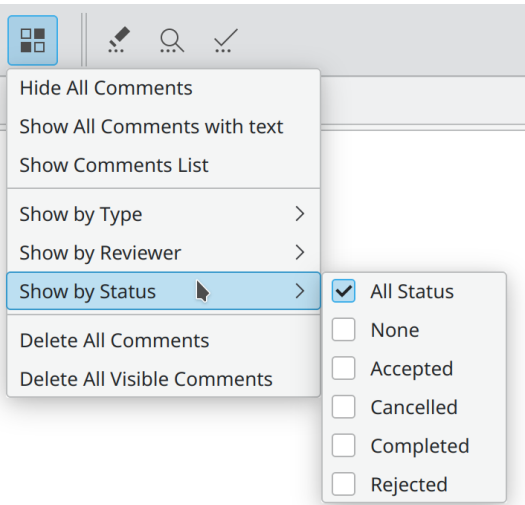 Hide All Comments
Show All Comments with text
Show Comments List
Show by Type
Show by Reviewer
Show by Status
Delete All Comments
Delete All Visible Comments
All Status
None
Accepted
Cancelled
Completed
Rejected